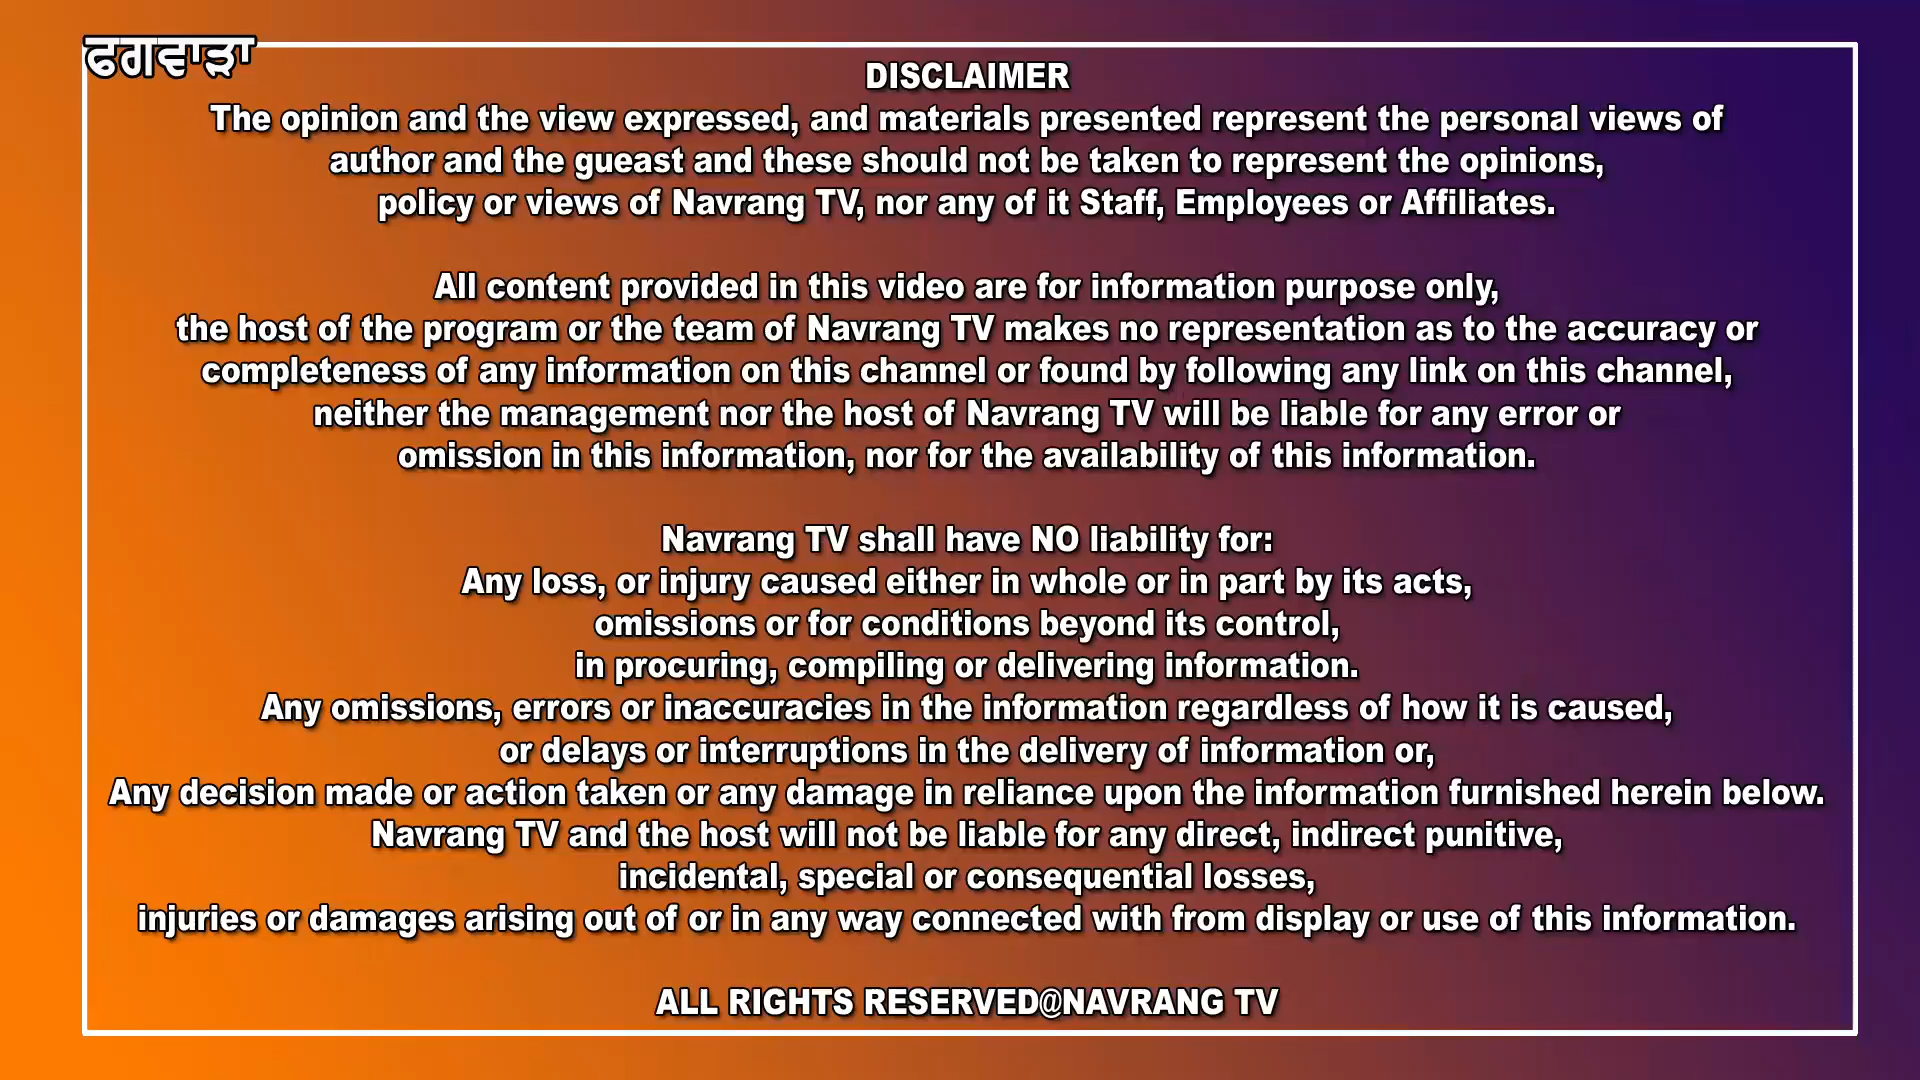 ਫਗਵਾੜਾ
DISCLAIMER
The opinion and the view expressed, and materials presented represent the personal views of
author and the gueast and these should not be taken to represent the opinions,
policy or views of Navrang TV, nor any of it Staff, Employees or Affiliates.
All content provided in this video are for information purpose only,
the host of the program or the team of Navrang TV makes no representation as to the accuracy or
completeness of any information on this channel or found by following any link on this channel,
neither the management nor the host of Navrang TV will be liable for any error or
omission in this information, nor for the availability of this information.
Navrang TV shall have NO liability for:
Any loss, or injury caused either in whole or in part by its acts,
omissions or for conditions beyond its control,
in procuring, compiling or delivering information.
Any omissions, errors or inaccuracies in the information regardless of how it is caused,
or delays or interruptions in the delivery of information or,
Any decision made or action taken or any damage in reliance upon the information furnished herein below.
Navrang TV and the host will not be liable for any direct, indirect punitive,
incidental, special or consequential losses,
injuries or damages arising out of or in any way connected with from display or use of this information.
ALL RIGHTS RESERVED@NAVRANG TV